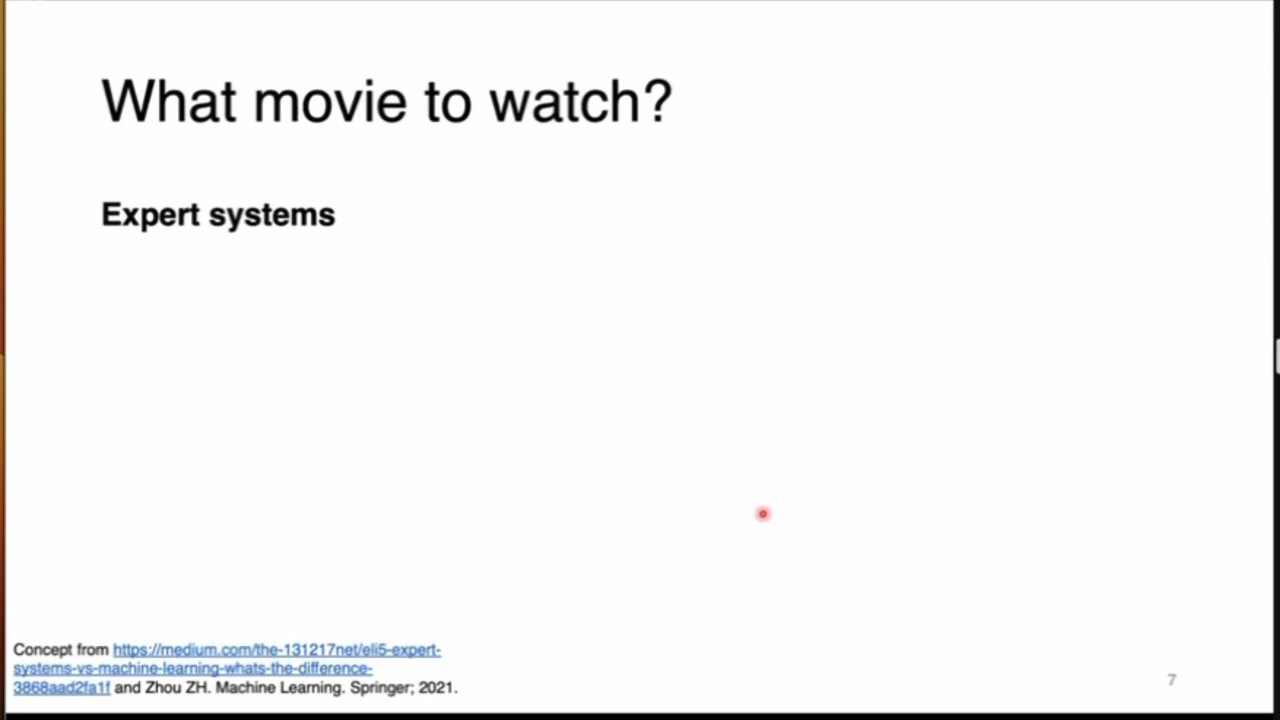 What movie to watch?
Expert systems
Concept from https://medium.com/the-131217net/eli5-expert-
systems-vs-machine-learning-whats-the-difference-
3868aad2fa1f and Zhou ZH. Machine Learning. Springer; 2021.
7